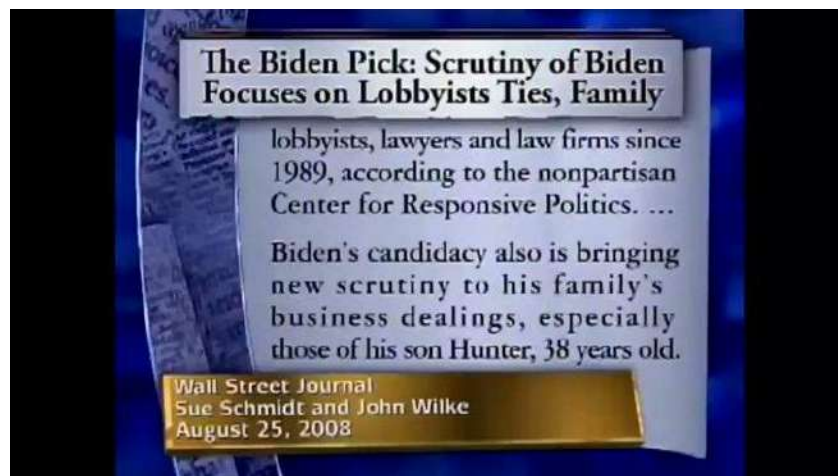 The Biden Pick: Scrutiny of Biden
Focuses on Lobbyists Ties, Family
lobbyists, lawyers and law firms since
1989, according to the nonpartisan
Center for Responsive Politics. ...
Biden's candidacy also is bringing
new scrutiny to his family's
business dealings, especially
those of his son Hunter, 38 years old.
Wall Street Journal
Sue Schmidt and John Wilke
August 25, 2008